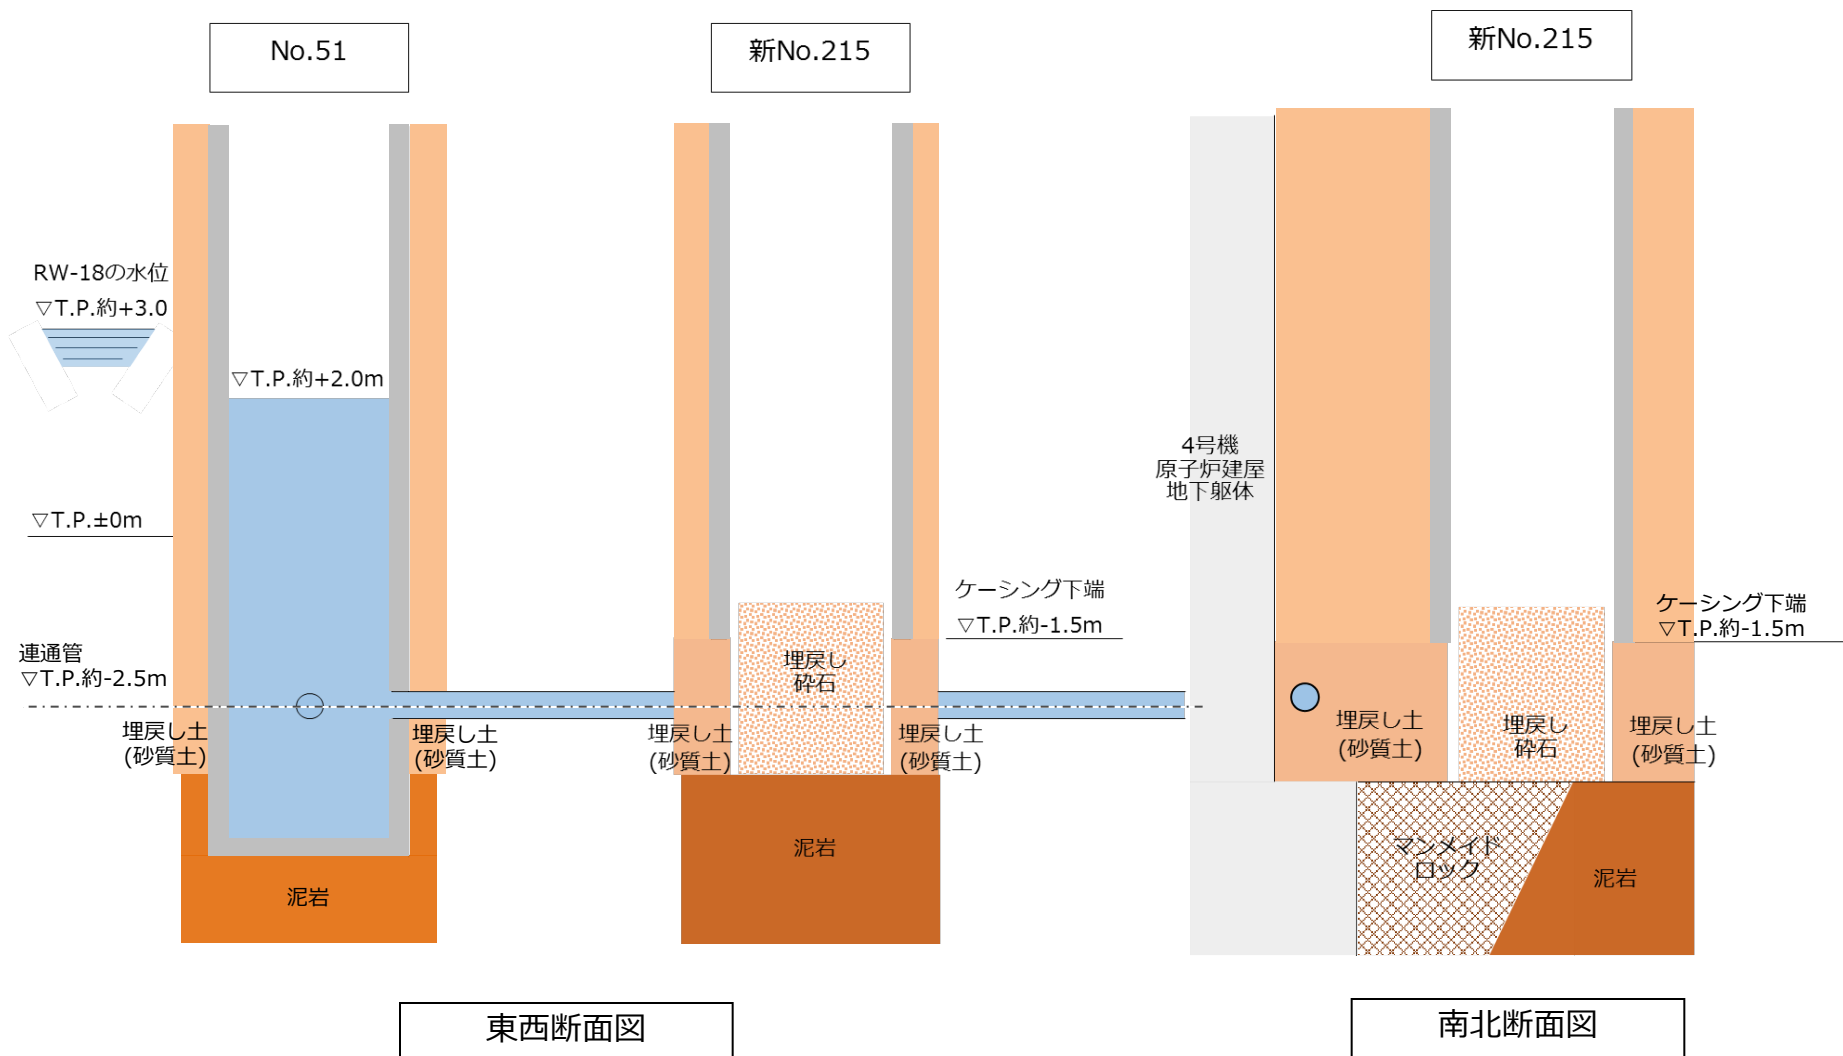 No.51
新No.215
新No.215
RW-18の水位
▽T.P.約+3.0
▽T.P.約+2.0m
▽T.P.±0m
連通管
▽T.P.約-2.5m
埋戻し土
(砂質土)
埋戻し土
(砂質土)
泥岩
埋戻し
砕石
埋戻し土
(砂質土)
埋戻し土
(砂質土)
泥岩
ケーシング下端
▽T.P.約-1.5m
4号機
原子炉建屋
地下躯体
ケーシング下端
▽T.P.約-1.5m
埋戻し土
(砂質土)
埋戻し
砕石
埋戻し土
(砂質土)
マンメイド
ロック
泥岩
東西断面図
南北断面図